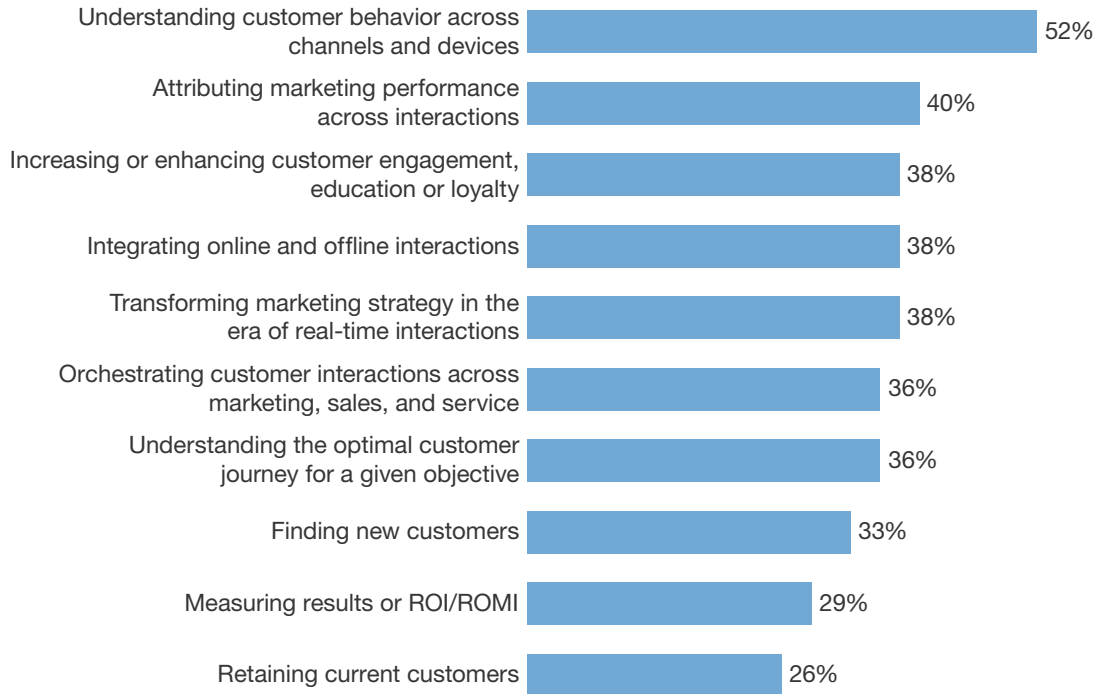 Understanding customer behavior across
channels and devices
52%
Attributing marketing performance
across interactions
40%
Increasing or enhancing customer engagement,
education or loyalty
38%
Integrating online and offline interactions
38%
Transforming marketing strategy in the
era of real-time interactions
38%
Orchestrating customer interactions across
marketing, sales, and service
36%
Understanding the optimal customer
journey for a given objective
36%
Finding new customers
33%
Measuring results or ROI/ROMI
29%
Retaining current customers
26%